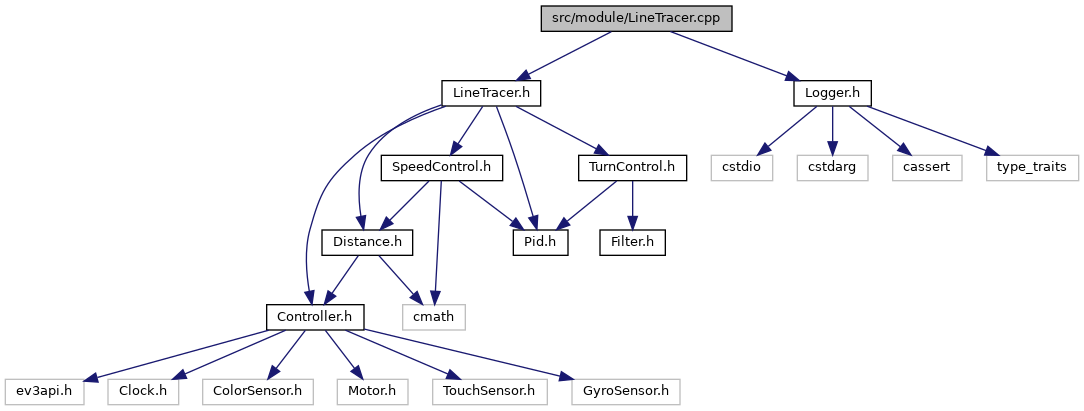 src/module/LineTracer.cpp
LineTracer.h
Logger.h
SpeedControl.h
TurnControl.h
cstdio
cstdarg
cassert
type_traits
Distance.h
Pid.h
Filter.h
Controller.h
cmath
ev3api.h
Clock.h
ColorSensor.h
Motor.h
TouchSensor.h
GyroSensor.h